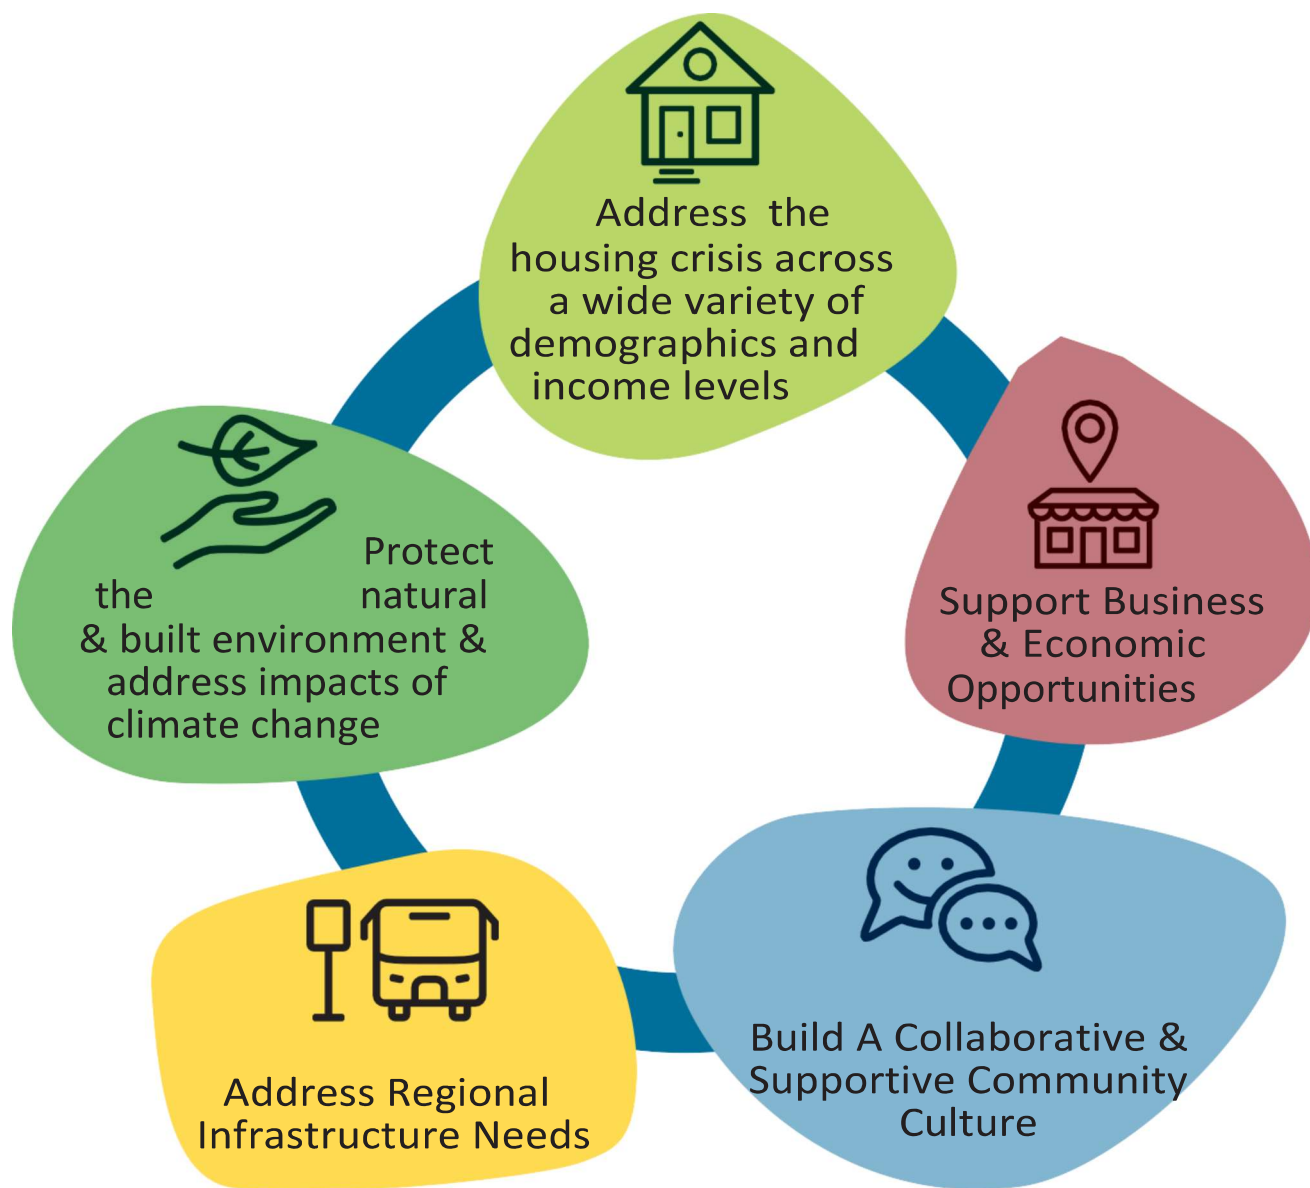 Address the
housing crisis across
a wide variety of
demographics and
income levels
Support Business
& Economic
Opportunities
Build A Collaborative &
Supportive Community
Culture
Address Regional
Infrastructure Needs
Protect
the natural
& built environment &
address impacts of
climate change